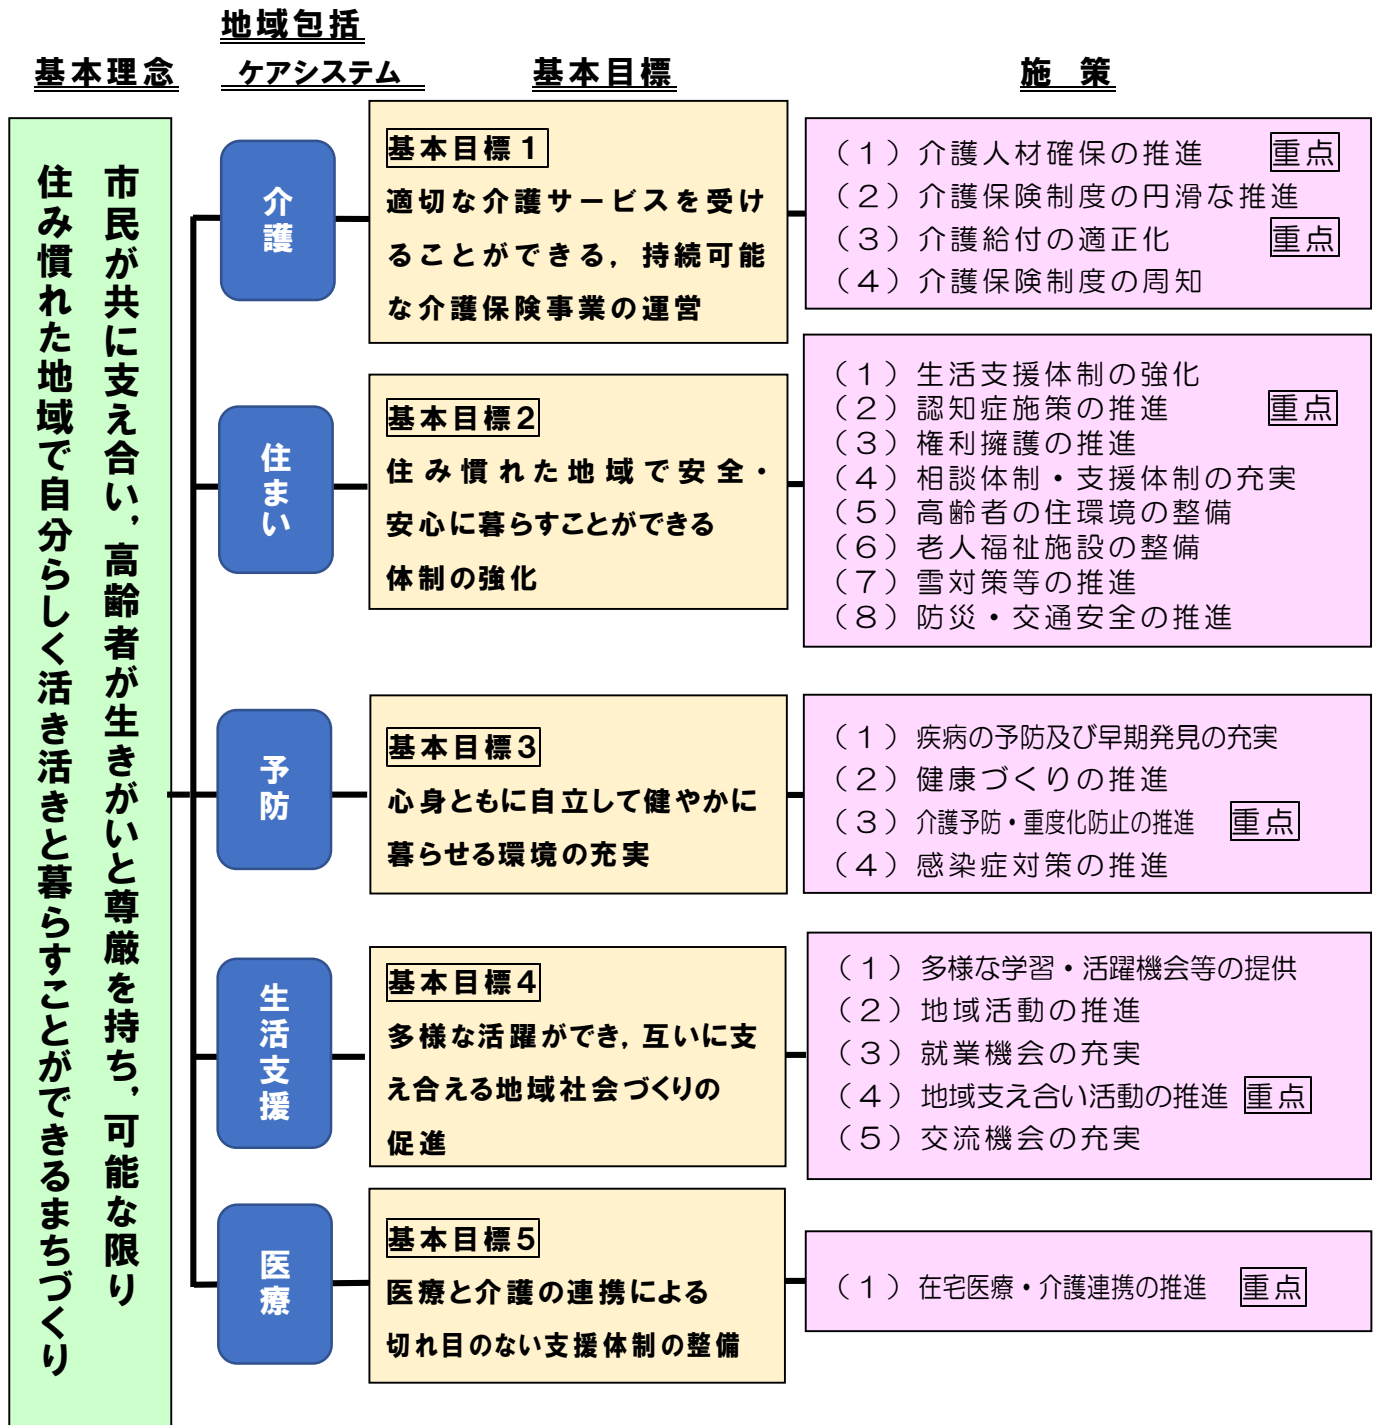 地域包括
ケアシステム
基本理念
基本目標
施　策
市民が共に支え合い，高齢者が生きがいと尊厳を持ち，可能な限り
住み慣れた地域で自分らしく活き活きと暮らすことができるまちづくり
介護
基本目標１
適切な介護サービスを受け
ることができる，持続可能
な介護保険事業の運営
（１）介護人材確保の推進　重点
（２）介護保険制度の円滑な推進
（３）介護給付の適正化　重点
（４）介護保険制度の周知
住まい
基本目標２
住み慣れた地域で安全・
安心に暮らすことができる
体制の強化
（１）生活支援体制の強化
（２）認知症施策の推進　重点
（３）権利擁護の推進
（４）相談体制・支援体制の充実
（５）高齢者の住環境の整備
（６）老人福祉施設の整備
（７）雪対策等の推進
（８）防災・交通安全の推進
予防
基本目標３
心身ともに自立して健やかに
暮らせる環境の充実
（１）疾病の予防及び早期発見の充実
（２）健康づくりの推進
（３）介護予防・重度化防止の推進　重点
（４）感染症対策の推進
生活支援
基本目標４
多様な活躍ができ，互いに支
え合える地域社会づくりの
促進
（１）多様な学習・活躍機会等の提供
（２）地域活動の推進
（３）就業機会の充実
（４）地域支え合い活動の推進　重点
（５）交流機会の充実
医療
基本目標５
医療と介護の連携による
切れ目のない支援体制の整備
（１）在宅医療・介護連携の推進　重点